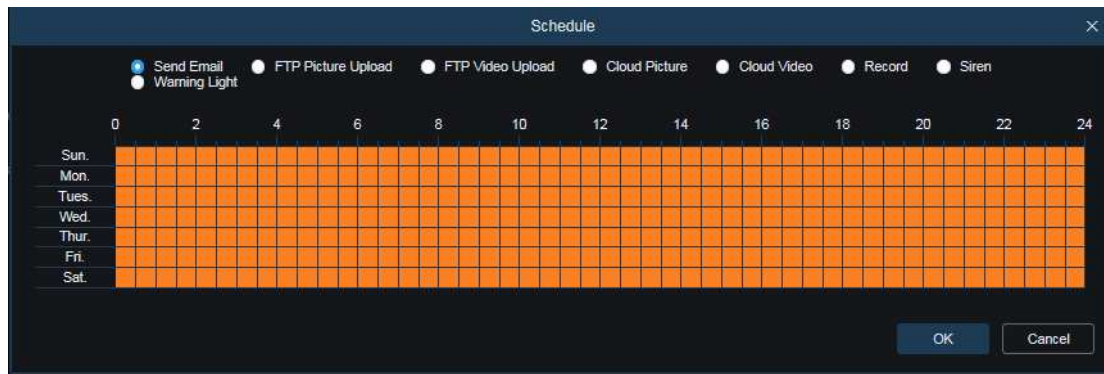 Schedule
Send Email FTP Picture Upload FTP Video Upload Cloud Picture Cloud Video Record Siren
Warning Light
0 2 4 6 8 10 12 14 16 18 20 22 24
Sun.
Mon.
Tues.
Wed.
Thur.
Fri.
Sat.
OK Cancel